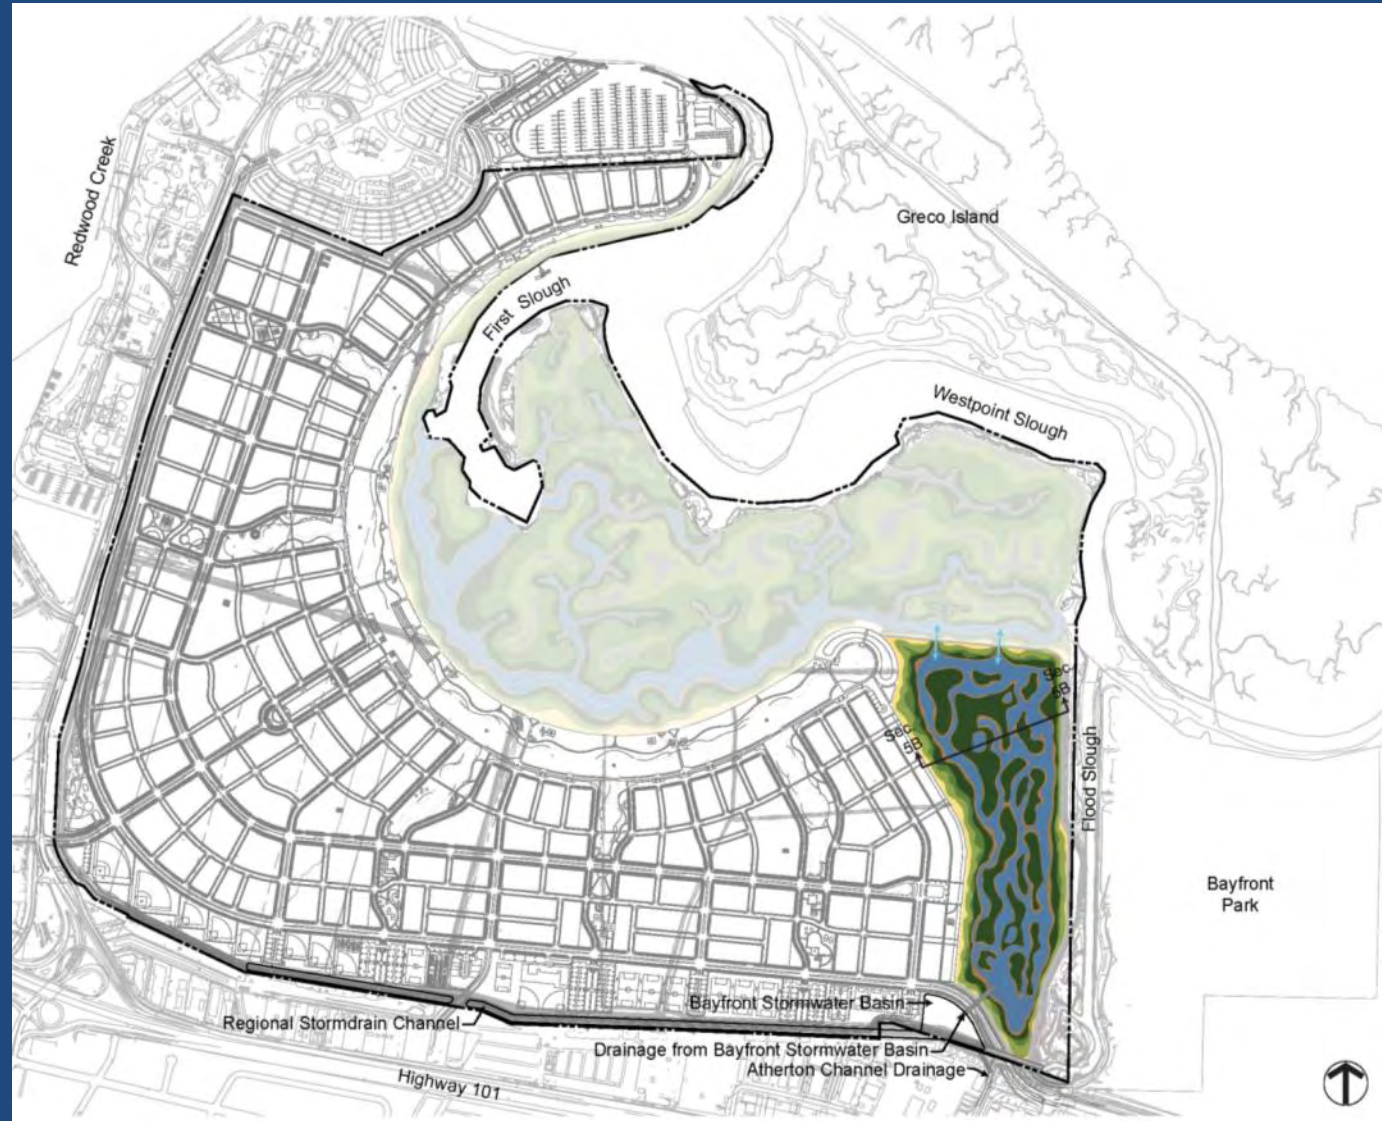 Redwood Creek
Greco Island
First Slough
Westpoint Slough
Sec
5B
Sec
5B
Flood Slough
Bayfront
Park
Bayfront Stormwater Basin
Regional Stormdrain Channel
Drainage from Bayfront Stormwater Basin
Atherton Channel Drainage
Highway 101